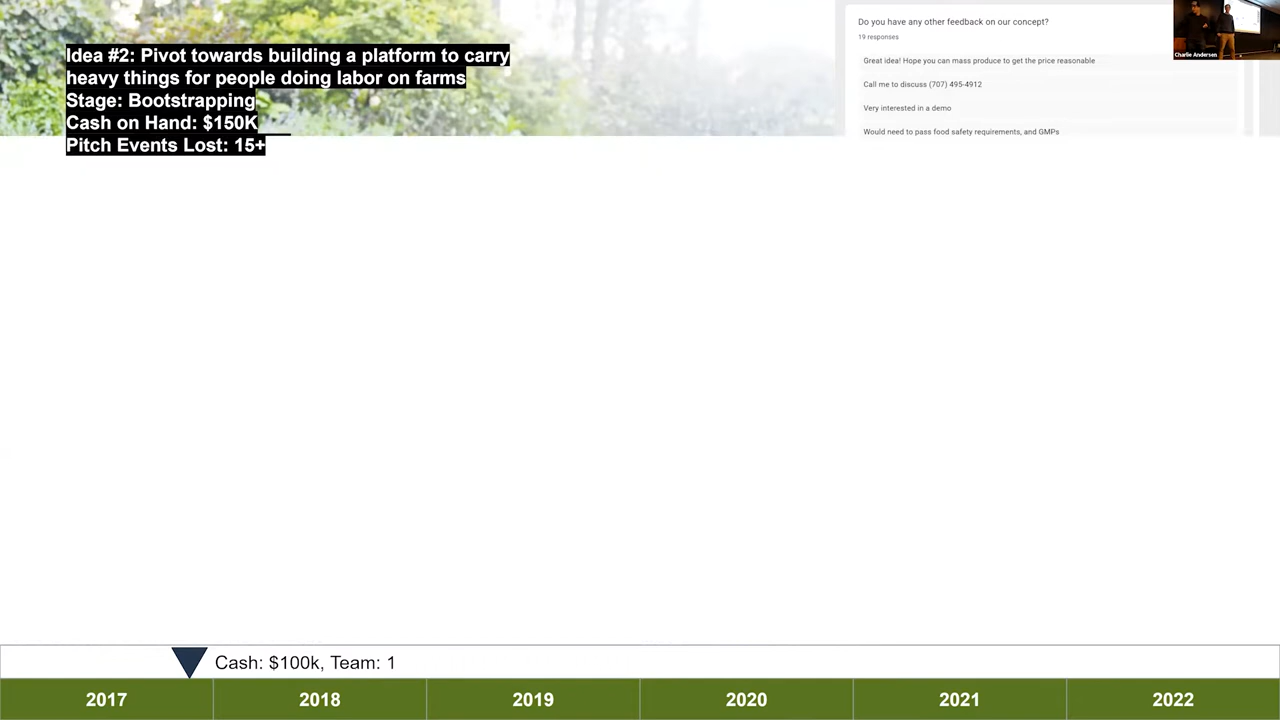 Idea #2: Pivot towards building a platform to carry
heavy things for people doing labor on farms
Stage: Bootstrapping
Cash on Hand: $150K
Pitch Events Lost: 15+
Do you have any other feedback on our concept?
19 responses
Great idea! Hope you can mass produce to get the price reasonable
Call me to discuss (707) 495-4912
Very interested in a demo
Would need to pass food safety requirements, and GMPs
Charlie Andersen
Cash: $100k, Team: 1
2017
2018
2019
2020
2021
2022